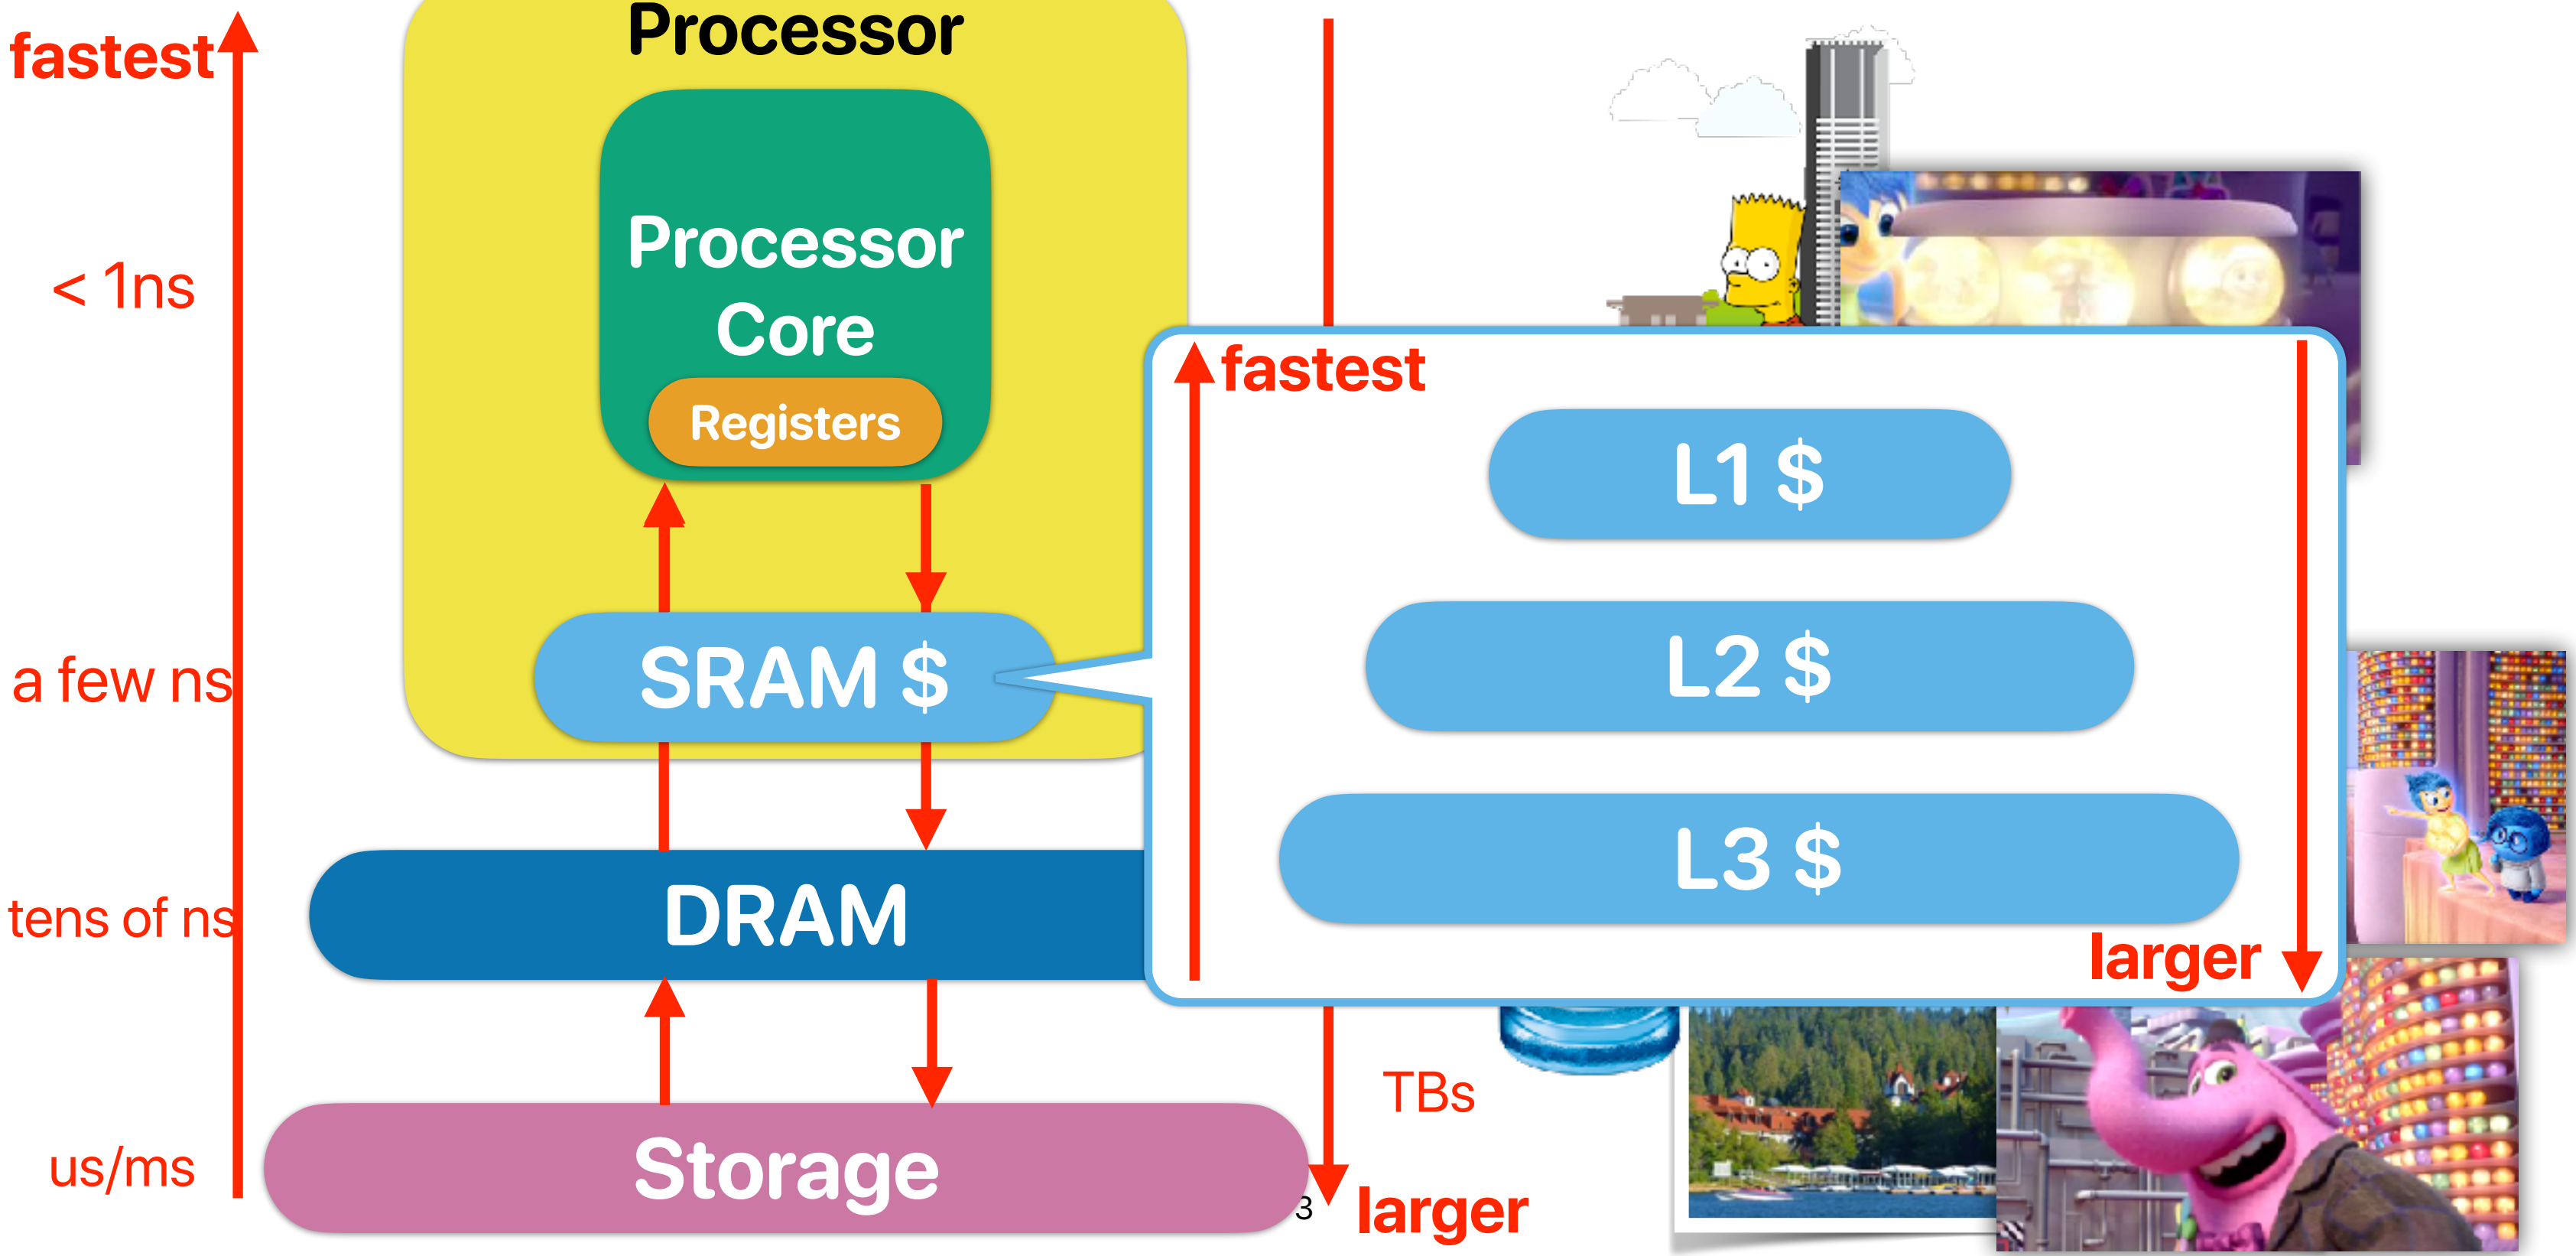 Processor
fastest
Processor
Core
< 1ns
Registers
fastest
L1 $
a few ns
SRAM $
L2 $
L3 $
tens of ns
DRAM
larger
TBs
us/ms
Storage
3
larger